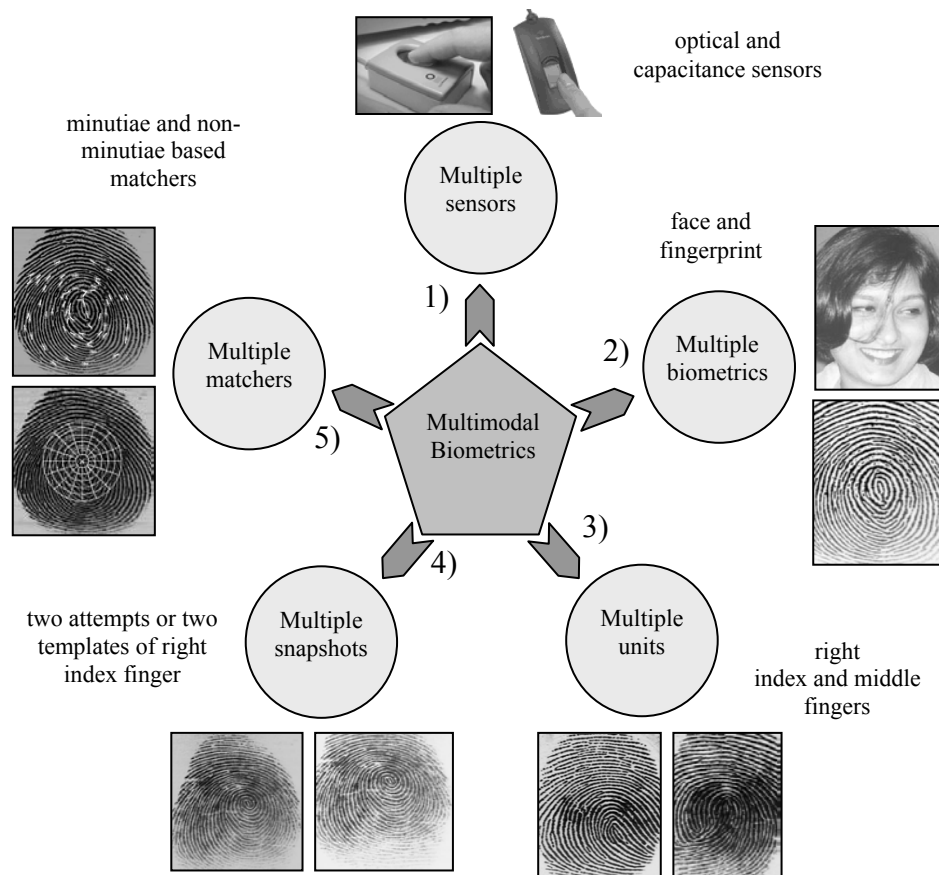 optical and
capacitance sensors
minutiae and non-
minutiae based
matchers
Multiple
sensors
face and
fingerprint
1)
2)
Multiple
biometrics
Multiple
matchers
Multimodal
Biometrics
5)
3)
4)
two attempts or two
templates of right
index finger
Multiple
snapshots
Multiple
units
right
index and middle
fingers